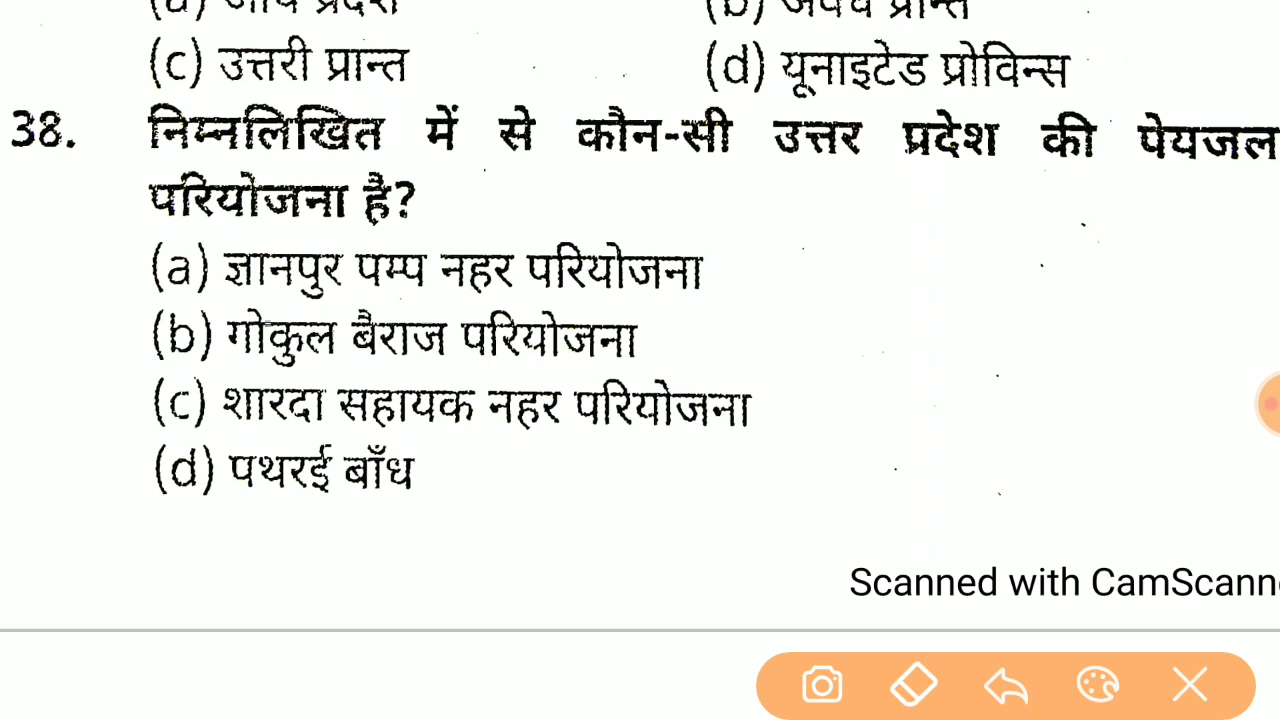 (c) उत्तरी प्रान्त (d) यूनाइटेड प्रोविन्स
38. निम्नलिखित में से कौन-सी उत्तर प्रदेश की पेयजल
परियोजना है?
(a) ज्ञानपुर पम्प नहर परियोजना
(b) गोकुल बैराज परियोजना
(c) शारदा सहायक नहर परियोजना
(d) पथरई बाँध
Scanned with